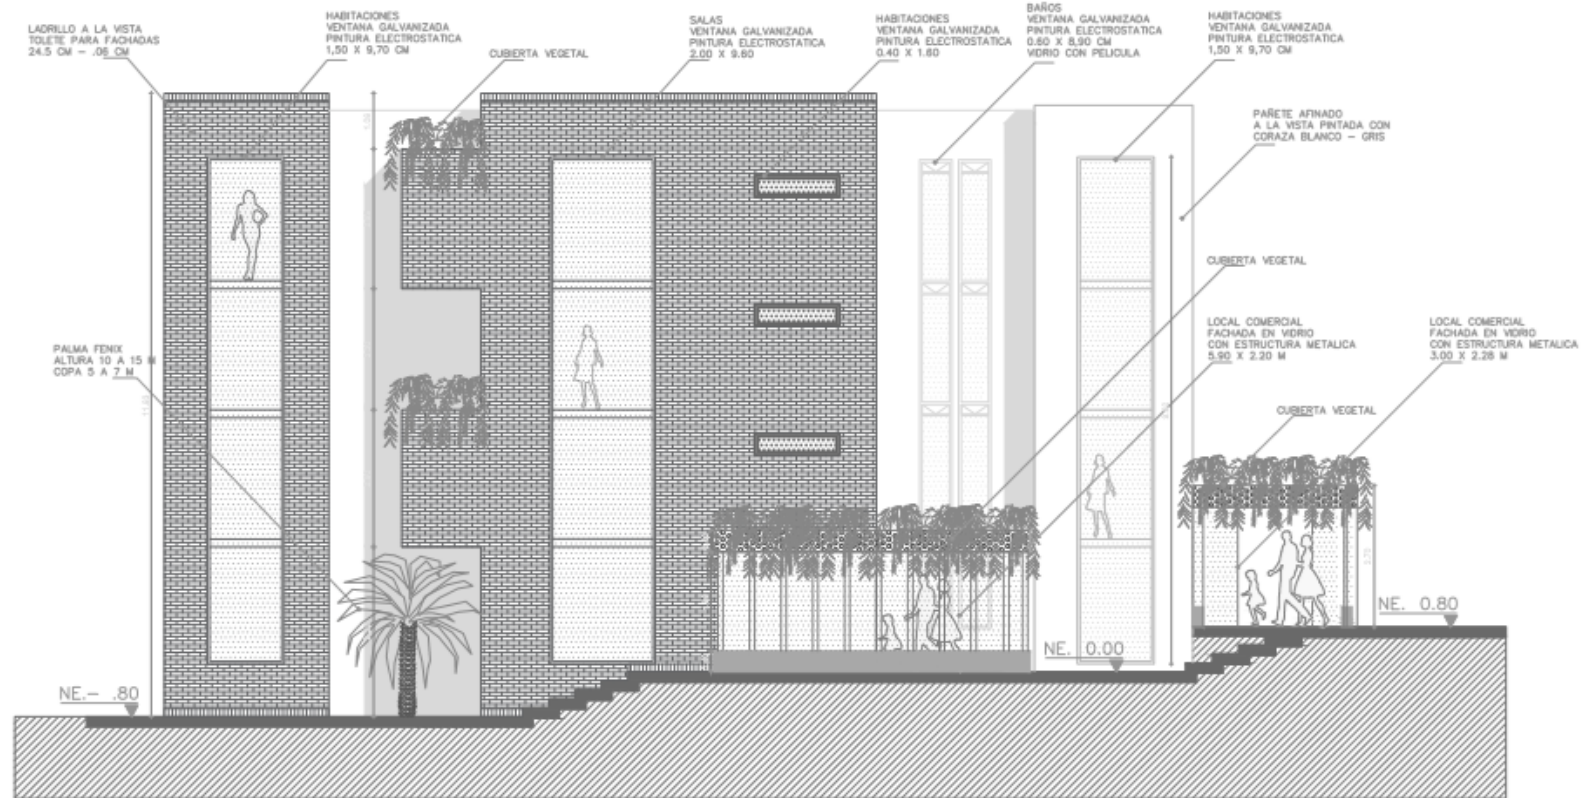 LADRILLO A LA VISTA
TOLETE PARA FACHADAS
24.5 CM - .06 CM
HABITACIONES
VENTANA GALVANIZADA
PINTURA ELECTROSTATICA
1,50 X 9,70 CM
CUBIERTA VEGETAL
SALAS
VENTANA GALVANIZADA
PINTURA ELECTROSTATICA
2.00 X 9.60
HABITACIONES
VENTANA GALVANIZADA
PINTURA ELECTROSTATICA
0.40 X 1.60
BAÑOS
VENTANA GALVANIZADA
PINTURA ELECTROSTATICA
0.60 X 8,90 CM
VIDRIO CON PELICULA
HABITACIONES
VENTANA GALVANIZADA
PINTURA ELECTROSTATICA
1,50 X 9,70 CM
PAÑETE AFINADO
A LA VISTA PINTADA CON
CORAZA BLANCO - GRIS
CUBIERTA VEGETAL
LOCAL COMERCIAL
FACHADA EN VIDRIO
CON ESTRUCTURA METALICA
5.90 X 2.20 M
LOCAL COMERCIAL
FACHADA EN VIDRIO
CON ESTRUCTURA METALICA
3.00 X 2.28 M
PALMA FENIX
ALTURA 10 A 15 M
COPA 5 A 7 M
CUBIERTA VEGETAL
NE. 0.80
NE. 0.00
NE.- .80